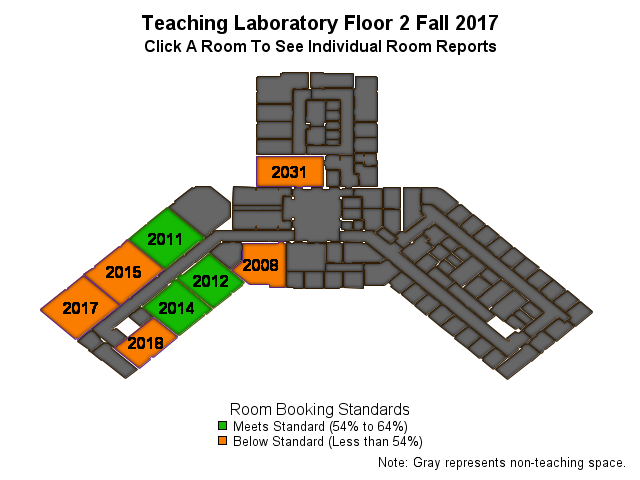 Teaching Laboratory Floor 2 Fall 2017
Click A Room To See Individual Room Reports
2031
2011
2008
2015
2012
2017
2014
2018
Room Booking Standards
Meets Standard (54% to 64%)
Below Standard (Less than 54%)
Note: Gray represents non-teaching space.